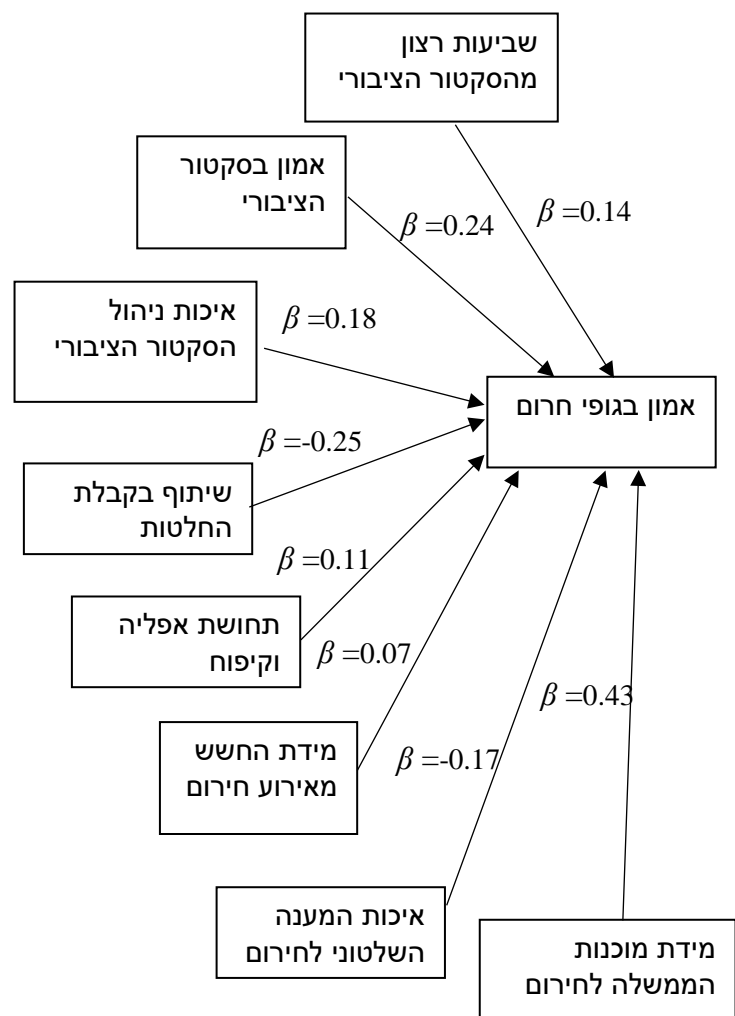 שביעות רצון
מהסקטור הציבורי
אמון בסקטור
הציבורי
β =0.24
β =0.14
איכות ניהול
הסקטור הציבורי
β =0.18
אמון בגופי חרום
β =-0.25
שיתוף בקבלת
החלטות
β =0.11
תחושת אפליה
וקיפוח
β =0.07
β =0.43
מידת החשש
מאירוע חירום
β =-0.17
איכות המענה
השלטוני לחירום
מידת מוכנות
הממשלה לחירום